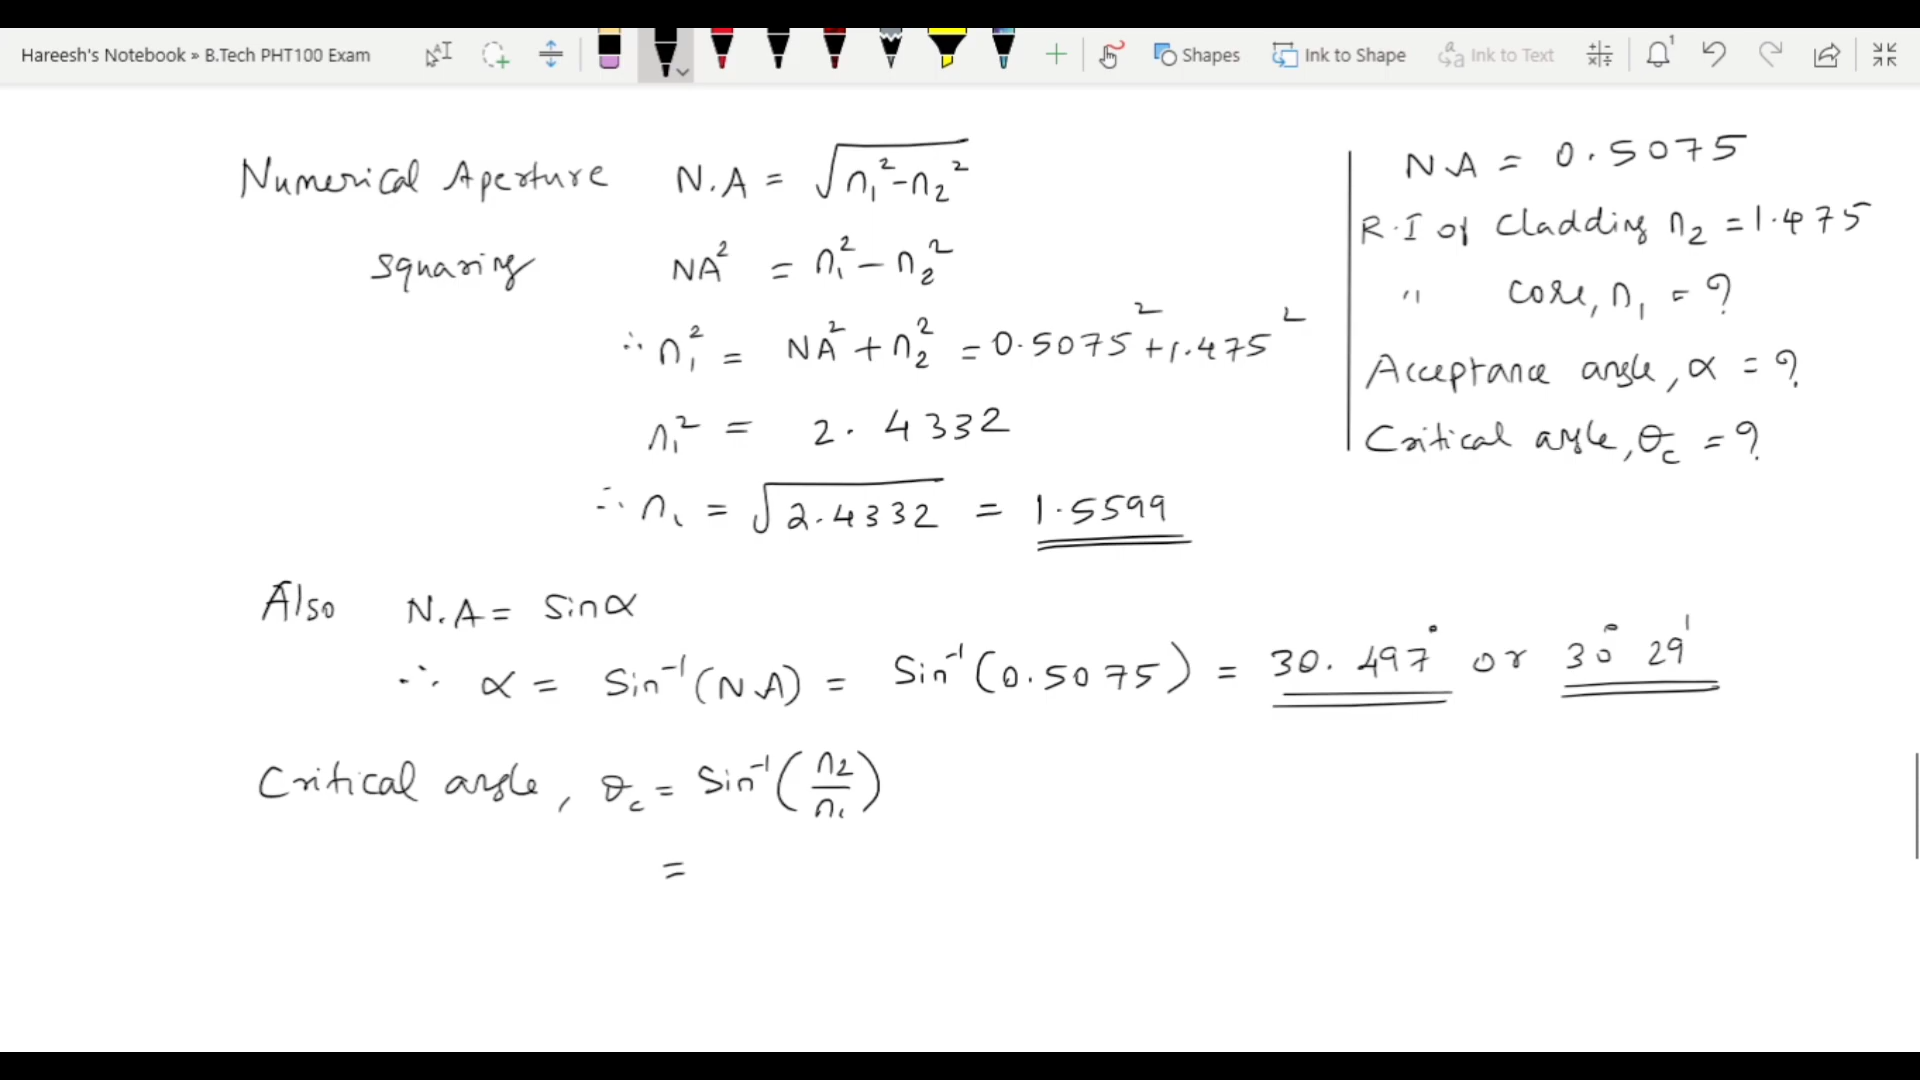 Hareesh's Notebook » B.Tech PHT100 Exam
Shapes
Ink to Shape
Ink to Text
Numerical Aperture N.A = √(n₁² - n₂²)
Squaring NA² = n₁² - n₂²
∴ n₁² = NA² + n₂² = 0.5075² + 1.475²
n₁² = 2.4332
∴ n₁ = √2.4332 = 1.5599
N.A = 0.5075
R.I of Cladding n₂ = 1.475
" core, n₁ = ?
Acceptance angle, α = ?
Critical angle, θc = ?
Also N.A = Sinα
∴ α = Sin⁻¹(NA) = Sin⁻¹(0.5075) = 30.497° or 30° 29'
Critical angle, θc = Sin⁻¹(n₂/n₁)
=